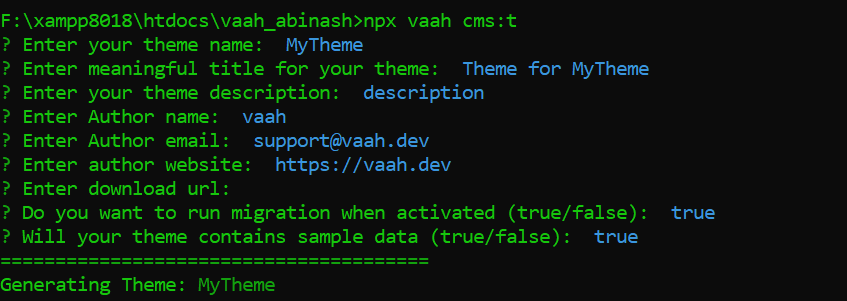 F:\xampp8018\htdocs\vaah_abinash>npx vaah cms:t
? Enter your theme name:  MyTheme
? Enter meaningful title for your theme:  Theme for MyTheme
? Enter your theme description:  description
? Enter Author name:  vaah
? Enter Author email:  support@vaah.dev
? Enter author website:  https://vaah.dev
? Enter download url:
? Do you want to run migration when activated (true/false):  true
? Will your theme contains sample data (true/false):  true
=======================================
Generating Theme: MyTheme